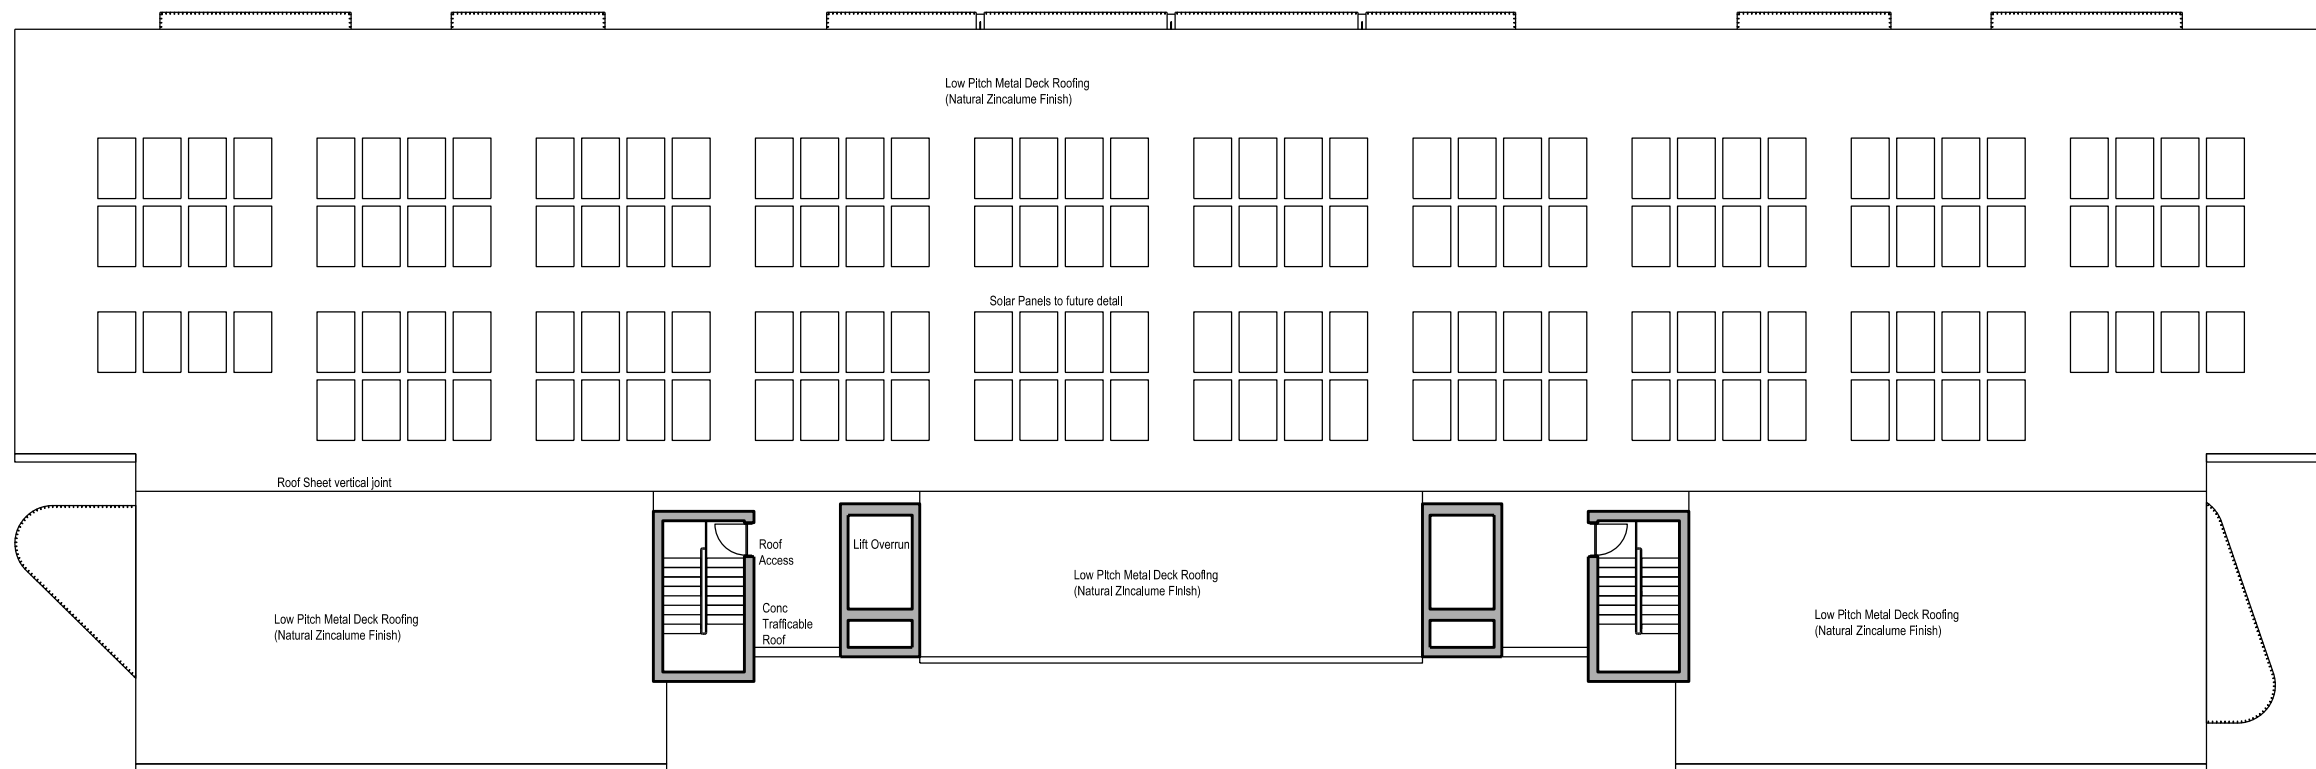 Low Pitch Metal Deck Roofing
(Natural Zincalume Finish)
Solar Panels to future detail
Roof Sheet vertical joint
Roof
Access
Lift Overrun
Conc
Trafficable
Roof
Low Pitch Metal Deck Roofing
(Natural Zincalume Finish)
Low Pitch Metal Deck Roofing
(Natural Zincalume Finish)
Low Pitch Metal Deck Roofing
(Natural Zincalume Finish)